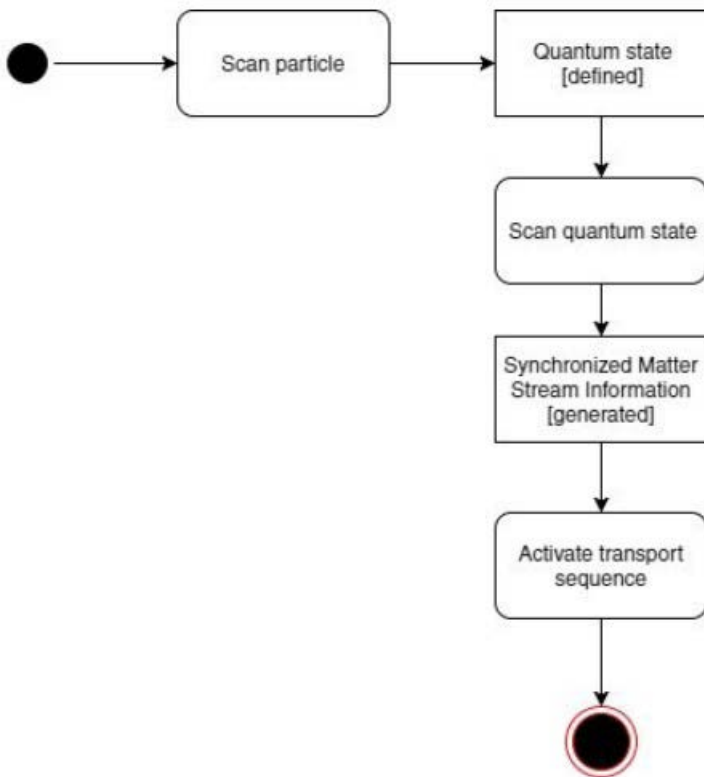 Scan particle
Quantum state
[defined]
Scan quantum state
Synchronized Matter
Stream Information
[generated]
Activate transport
sequence